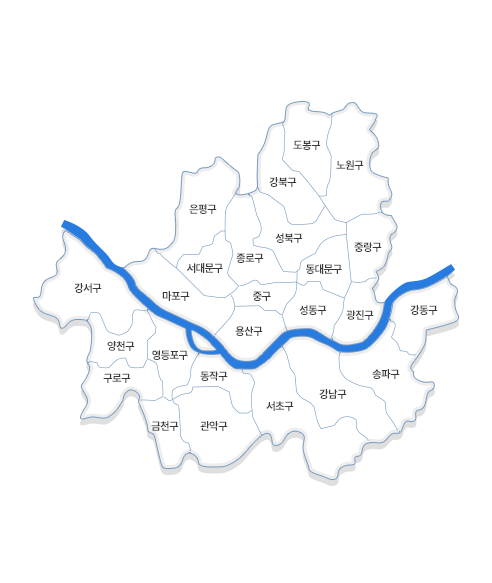 도봉구
노원구
강북구
은평구
성북구
중랑구
종로구
서대문구
동대문구
강서구
마포구
중구
성동구
강동구
광진구
용산구
양천구
영등포구
송파구
구로구
동작구
강남구
서초구
금천구
관악구